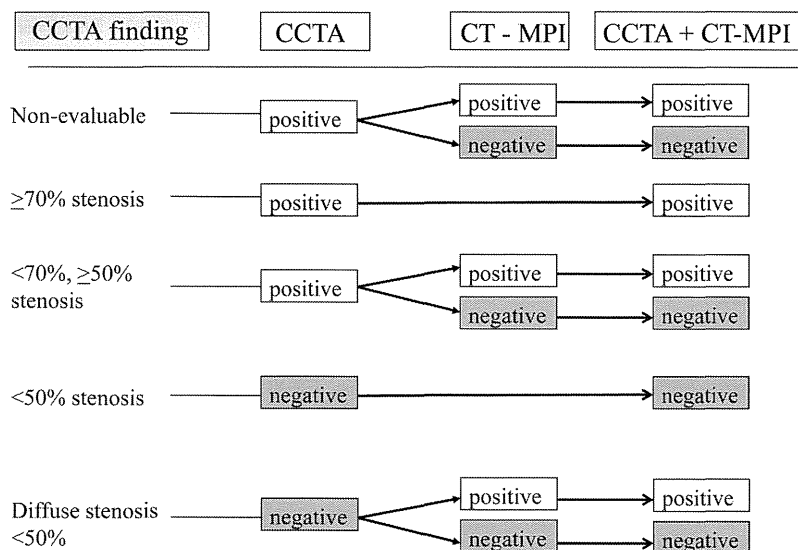 CCTA finding CCTA CT - MPI CCTA + CT-MPI
Non-evaluable positive positive positive
negative negative
≥70% stenosis positive positive
<70%, ≥50% stenosis positive positive positive
negative negative
<50% stenosis negative negative
Diffuse stenosis <50% negative positive positive
negative negative